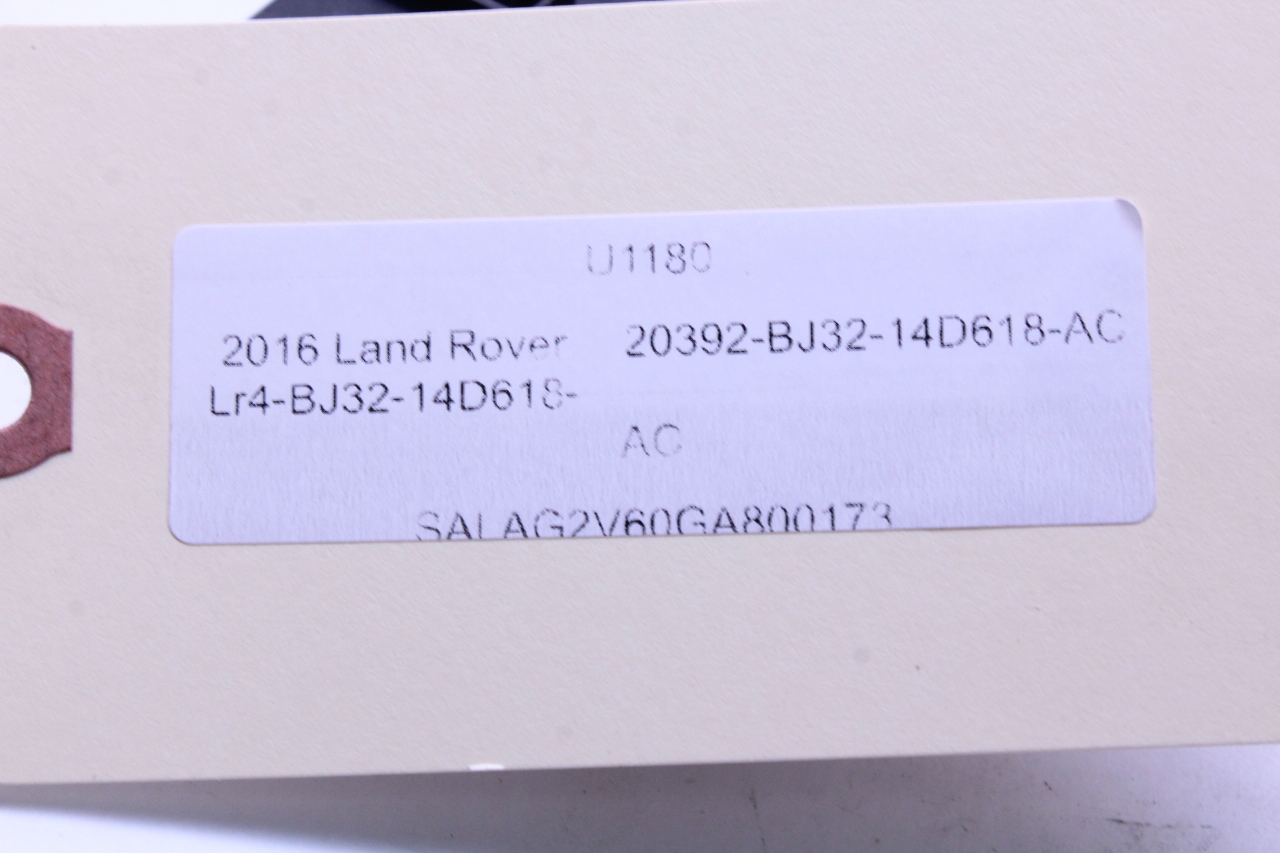 U1180
2016 Land Rover 20392-BJ32-14D618-AC
Lr4-BJ32-14D618-
AC
SALAG2V60GA800173